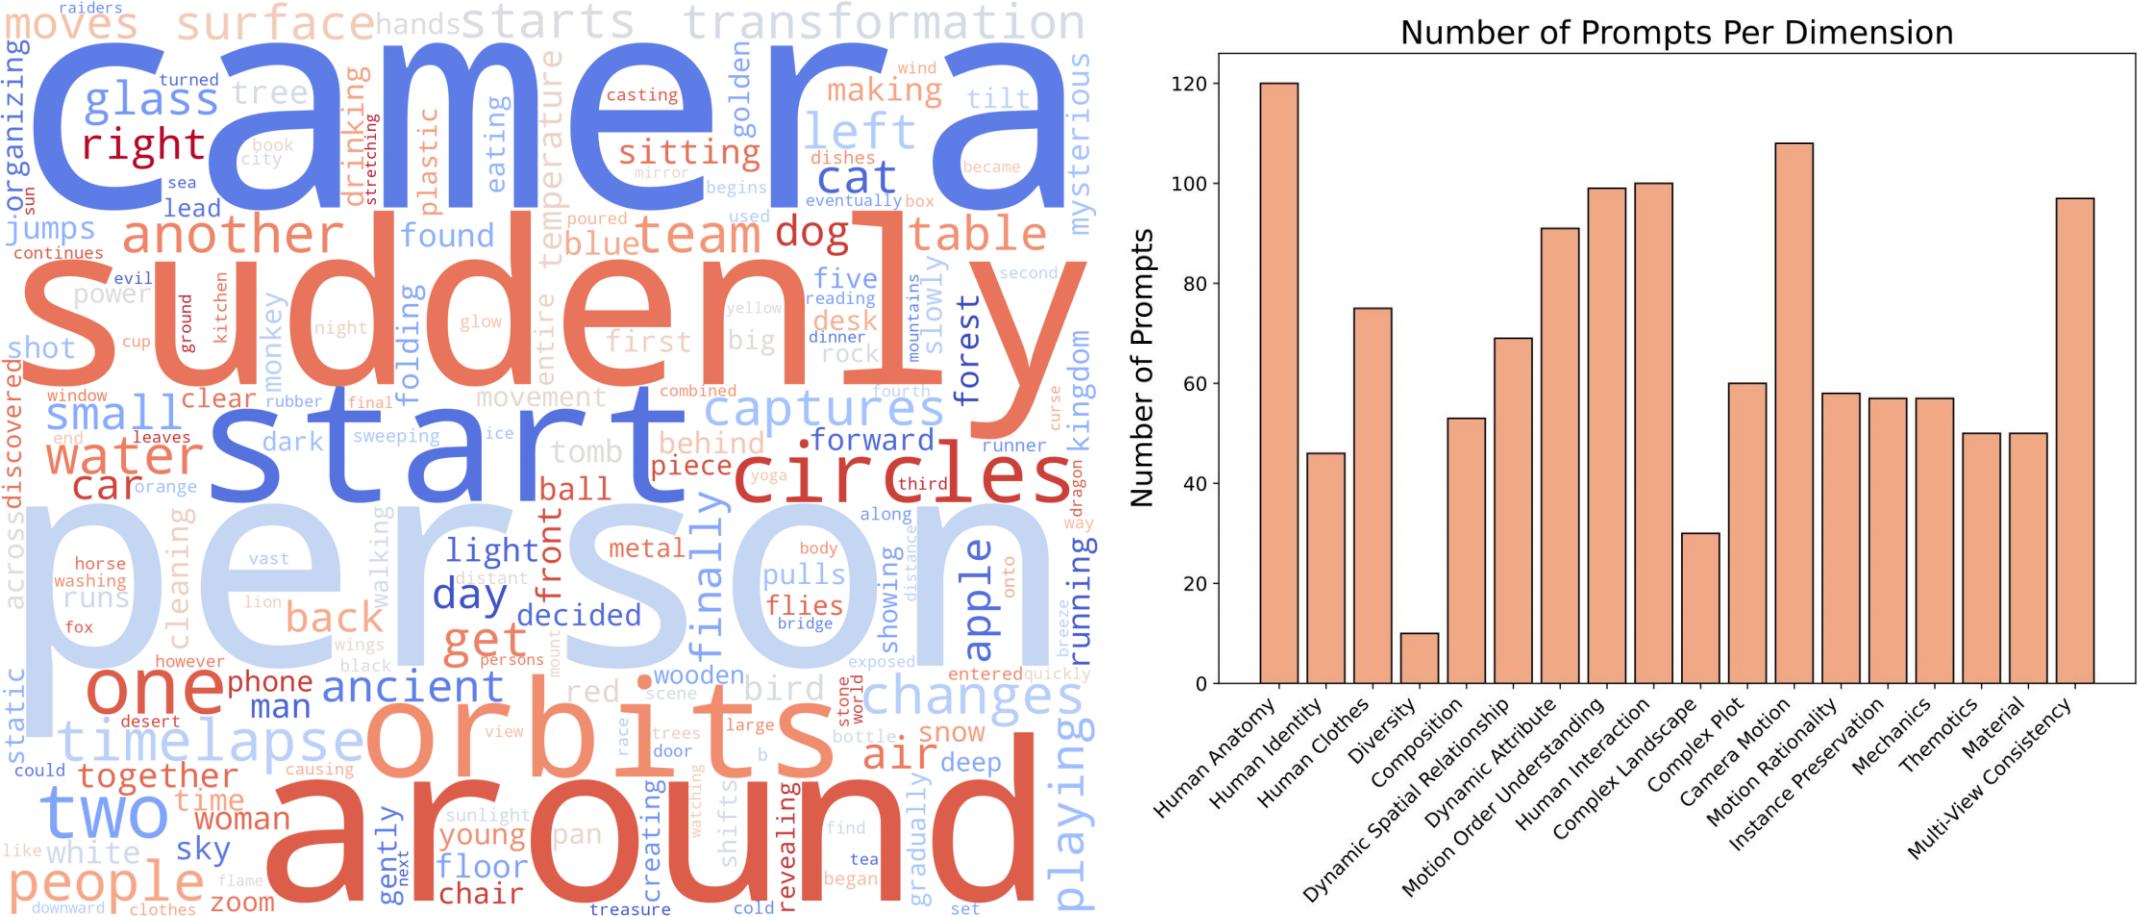 raiders
moves surface hands starts transformation
camera
organizing
turned
glass
tree
right
book
city
sun
sea
lead
drinking
stretching
plastic
eating
temperature
casting
golden
sitting
mirror
begins
wind
making
tilt
left
dishes
cat
became
eventually box
mysterious
jumps
continues
another
found
poured
blue
team
used
dog
table
suddenly
evil
power
ground
kitchen
monkey
night
folding
glow
entire
first
yellow
big
five
reading
desk
dinner
rock
mountains
slowly
second
forest
cup
shot
discovered
window
small
clear
rubber
final
movement
combined
captures
fourth
curse
kingdom
start
end
leaves
water
dark
sweeping
ice
tomb
behind
forward
runner
car
orange
piece
circles
yoga
third
ball
dragon
person
across
horse
washing
runs
fox
cleaning
vast
lion
walking
back
wings
black
light
distant
day
decided
front
get
persons
mount
metal
finally
body
pulls
flies
bridge
along
showing
distance
apple
onto
way
running
breeze
exposed
entered quickly
static
however
one
phone
man
ancient
desert
wooden
red
scene
bird
stone
world
changes
timelapse
orbits
view
race
trees
door
large
b
bottle
snow
air
deep
could
together
causing
around
two
time
woman
sky
like
white
people
flame
downward
clothes
zoom
gently
next
sunlight
young
floor
chair
pan
creating
watching
shifts
revealing
find
tea
began
gradually
playing
treasure
cold
set
Number of Prompts Per Dimension
Number of Prompts
120
100
80
60
40
20
0
Human Anatomy
Human Identity
Human Clothes
Diversity
Composition
Dynamic Spatial Relationship
Dynamic Attribute
Motion Order Understanding
Human Interaction
Complex Landscape
Complex Plot
Camera Motion
Motion Rationality
Instance Preservation
Mechanics
Themotics
Material
Multi-View Consistency